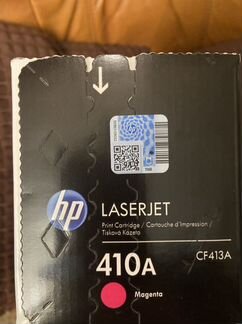 hp
LASERJET
Print Cartridge / Cartouche d'Impression /
Tisková Kazeta
410A
CF413A
Magenta